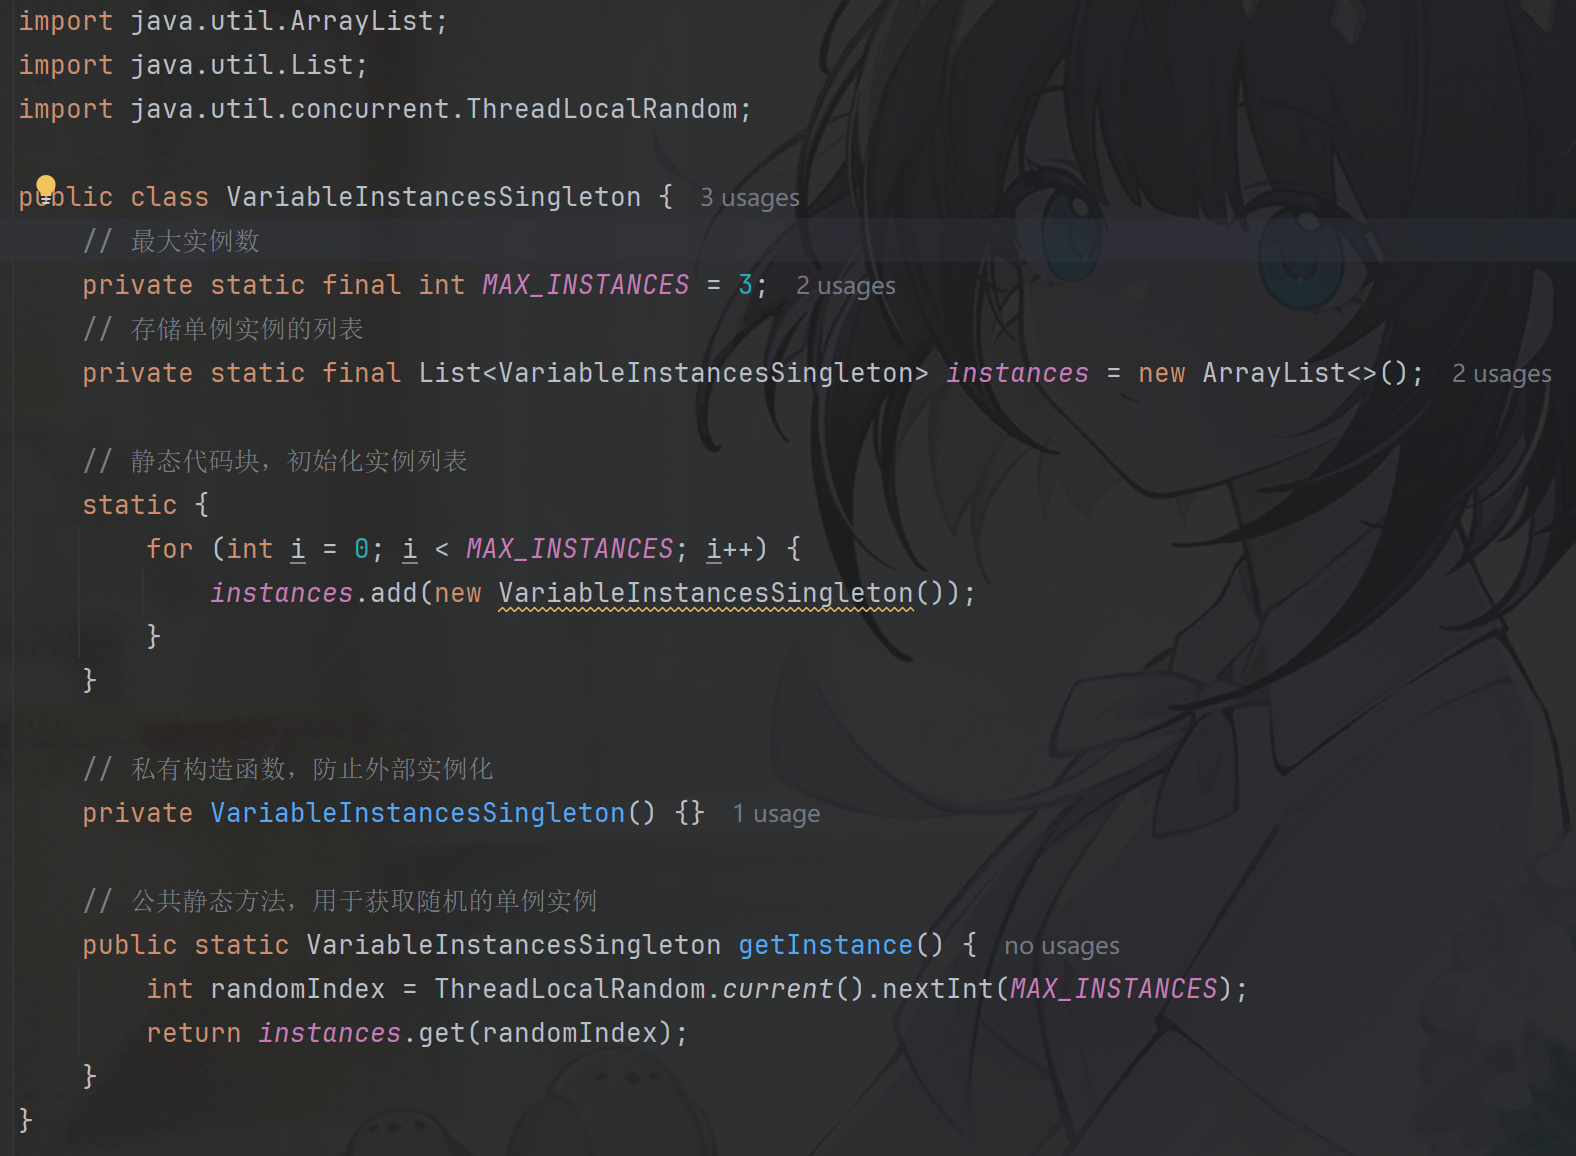 import java.util.ArrayList;
import java.util.List;
import java.util.concurrent.ThreadLocalRandom;
public class VariableInstancesSingleton { 3 usages
// 最大实例数
private static final int MAX_INSTANCES = 3; 2 usages
// 存储单例实例的列表
private static final List<VariableInstancesSingleton> instances = new ArrayList<>(); 2 usages
// 静态代码块，初始化实例列表
static {
for (int i = 0; i < MAX_INSTANCES; i++) {
instances.add(new VariableInstancesSingleton());
}
}
// 私有构造函数，防止外部实例化
private VariableInstancesSingleton() {} 1 usage
// 公共静态方法，用于获取随机的单例实例
public static VariableInstancesSingleton getInstance() { no usages
int randomIndex = ThreadLocalRandom.current().nextInt(MAX_INSTANCES);
return instances.get(randomIndex);
}
}